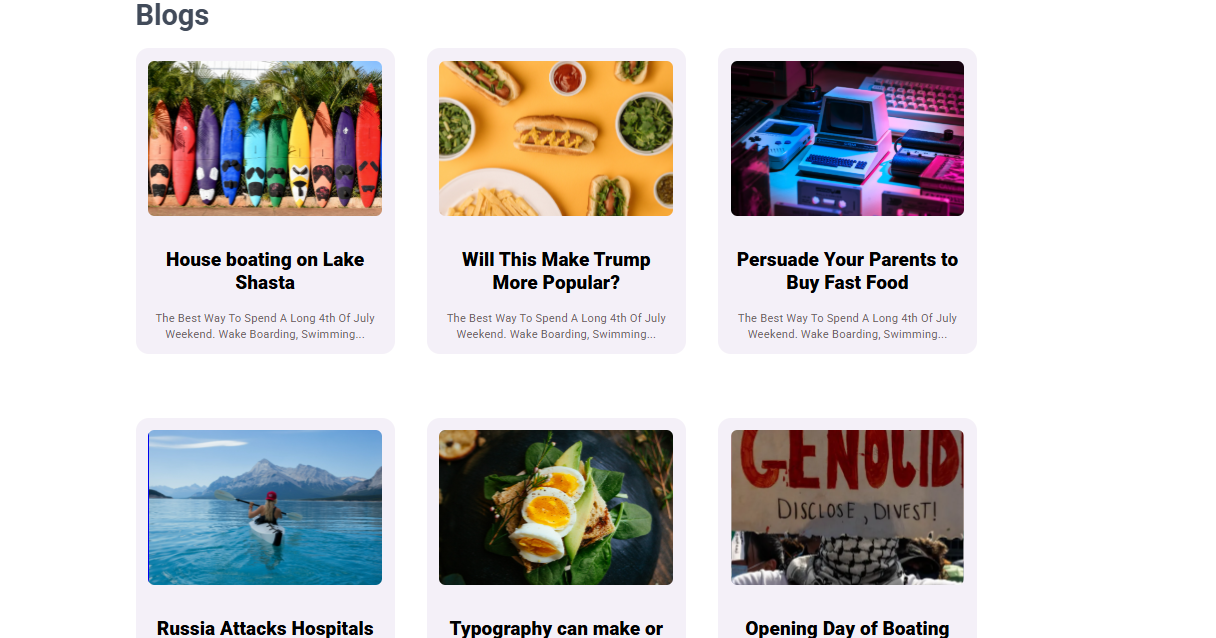 Blogs
House boating on Lake
Shasta
The Best Way To Spend A Long 4th Of July
Weekend. Wake Boarding, Swimming...
Will This Make Trump
More Popular?
The Best Way To Spend A Long 4th Of July
Weekend. Wake Boarding, Swimming...
Persuade Your Parents to
Buy Fast Food
The Best Way To Spend A Long 4th Of July
Weekend. Wake Boarding, Swimming...
GENOCID
DISCLOSE, DIVEST!
Russia Attacks Hospitals
Typography can make or
Opening Day of Boating